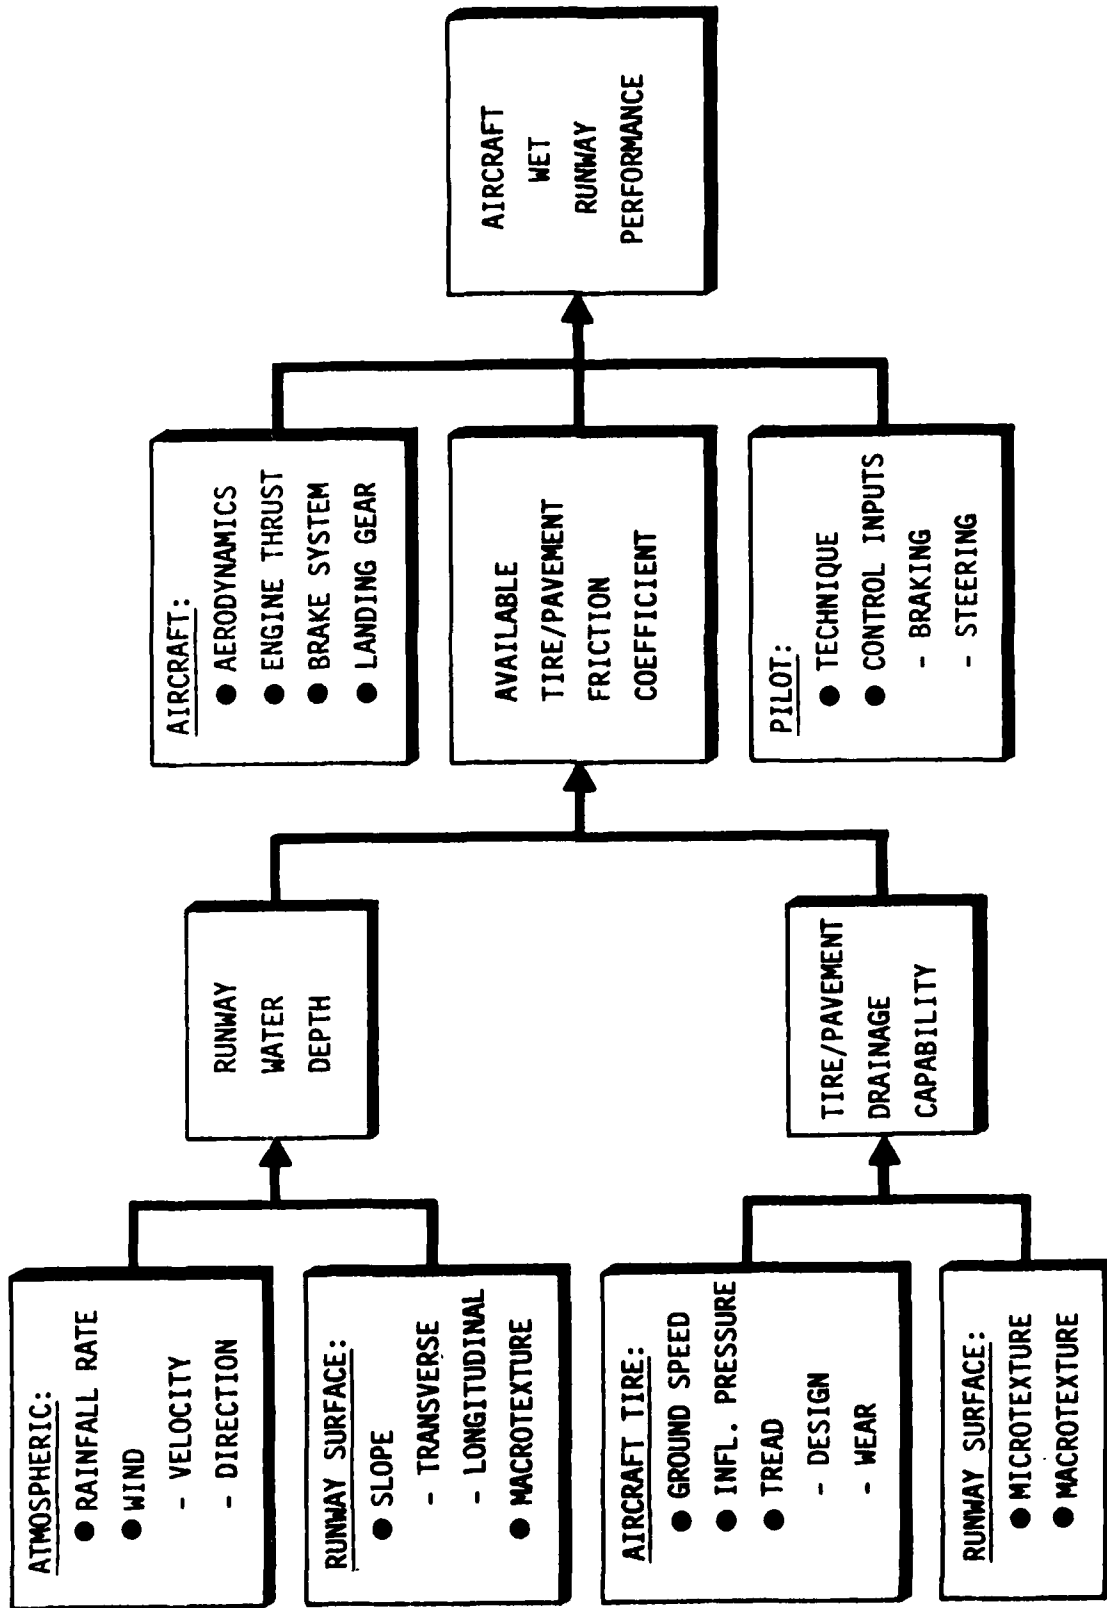 ATMOSPHERIC:
● RAINFALL RATE
● WIND
- VELOCITY
- DIRECTION
RUNWAY SURFACE:
● SLOPE
- TRANSVERSE
- LONGITUDINAL
● MACROTEXTURE
AIRCRAFT TIRE:
● GROUND SPEED
● INFL. PRESSURE
● TREAD
- DESIGN
- WEAR
RUNWAY SURFACE:
● MICROTEXTURE
● MACROTEXTURE
RUNWAY
WATER
DEPTH
TIRE/PAVEMENT
DRAINAGE
CAPABILITY
AIRCRAFT:
● AERODYNAMICS
● ENGINE THRUST
● BRAKE SYSTEM
● LANDING GEAR
AVAILABLE
TIRE/PAVEMENT
FRICTION
COEFFICIENT
PILOT:
● TECHNIQUE
● CONTROL INPUTS
- BRAKING
- STEERING
AIRCRAFT
WET
RUNWAY
PERFORMANCE